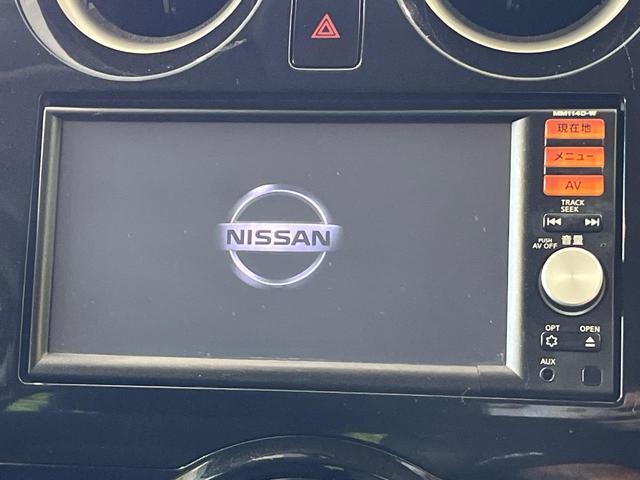 MM114D-W
現在地
メニュー
AV
TRACK
SEEK
音量
PUSH
AV OFF
NISSAN
OPT
OPEN
AUX